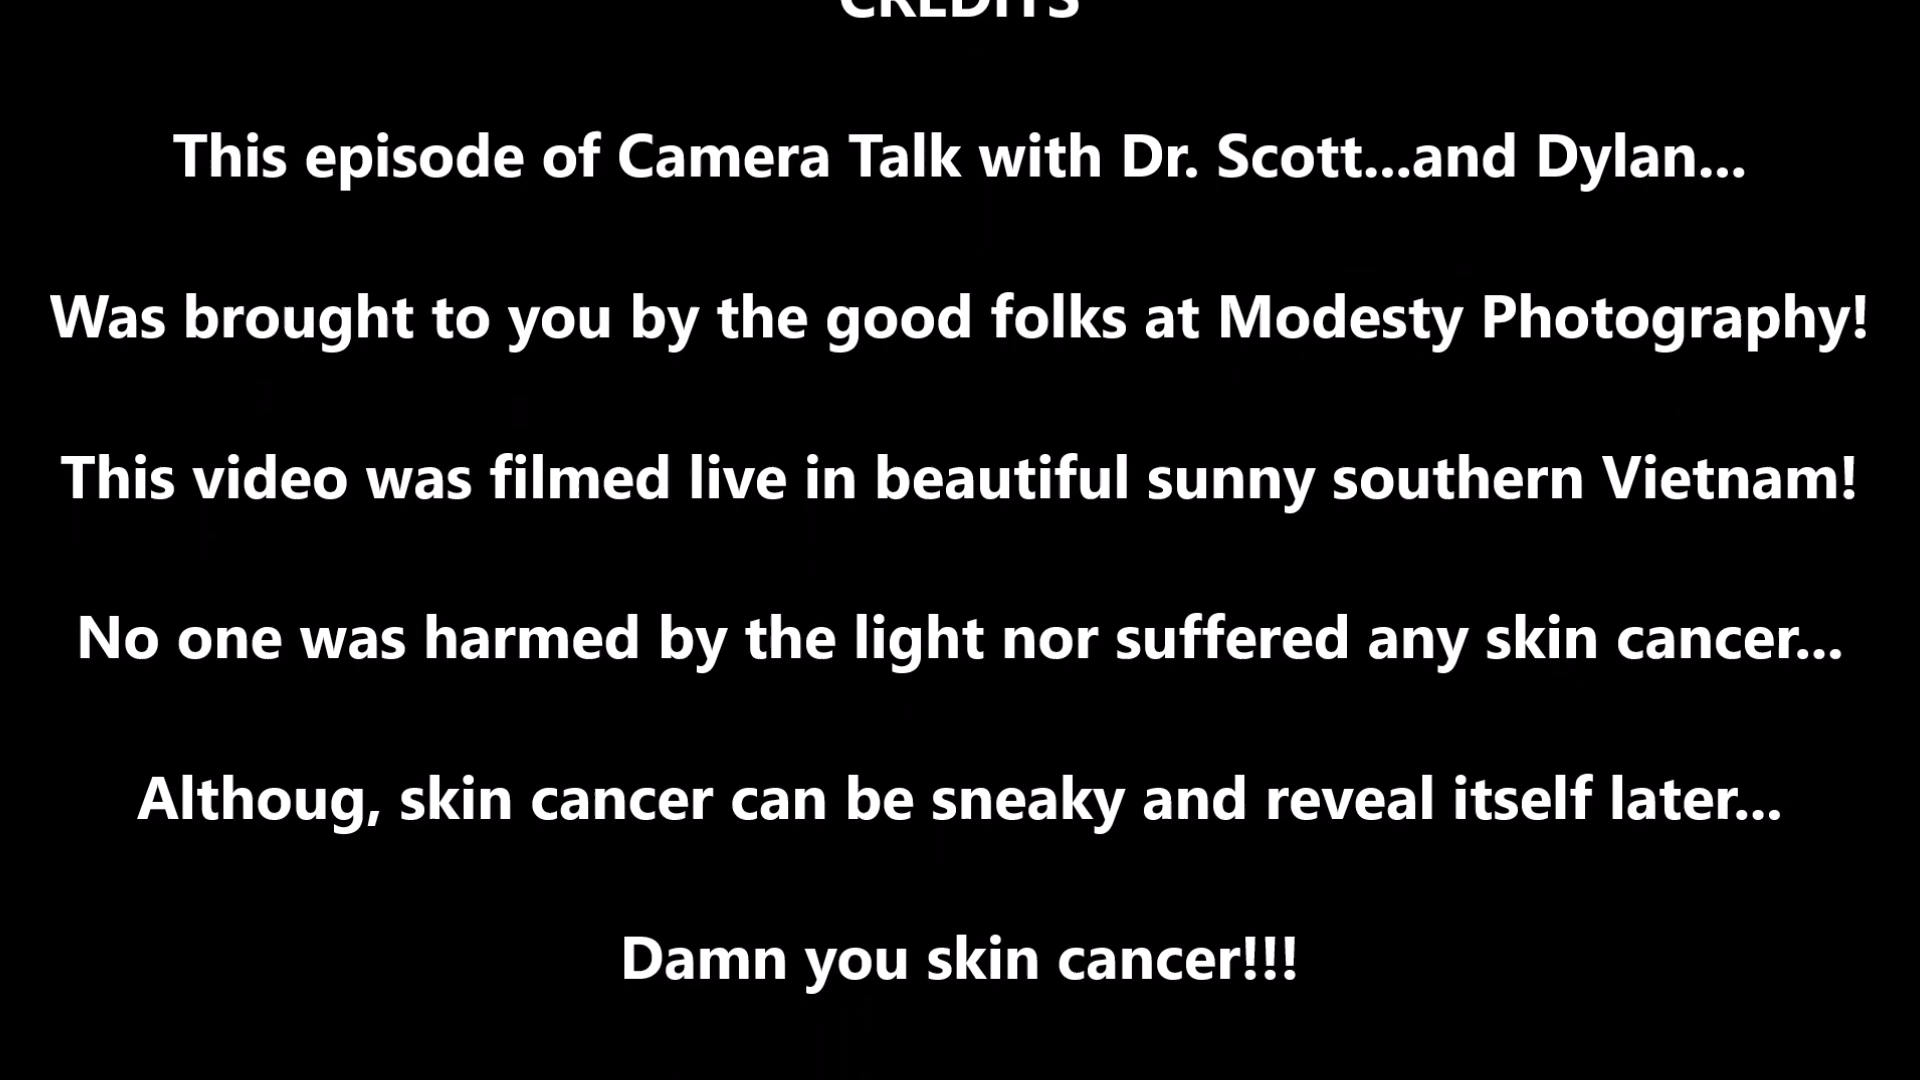 CREDITS
This episode of Camera Talk with Dr. Scott...and Dylan...
Was brought to you by the good folks at Modesty Photography!
This video was filmed live in beautiful sunny southern Vietnam!
No one was harmed by the light nor suffered any skin cancer...
Althoug, skin cancer can be sneaky and reveal itself later...
Damn you skin cancer!!!